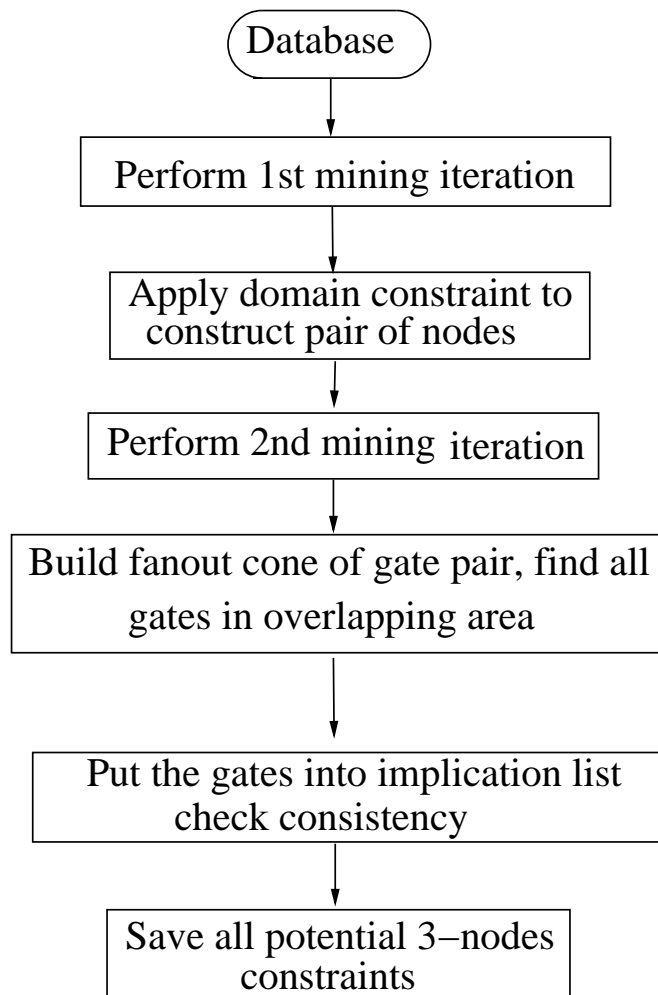 Database
Perform 1st mining iteration
Apply domain constraint to
construct pair of nodes
Perform 2nd mining iteration
Build fanout cone of gate pair, find all
gates in overlapping area
Put the gates into implication list
check consistency
Save all potential 3−nodes
constraints